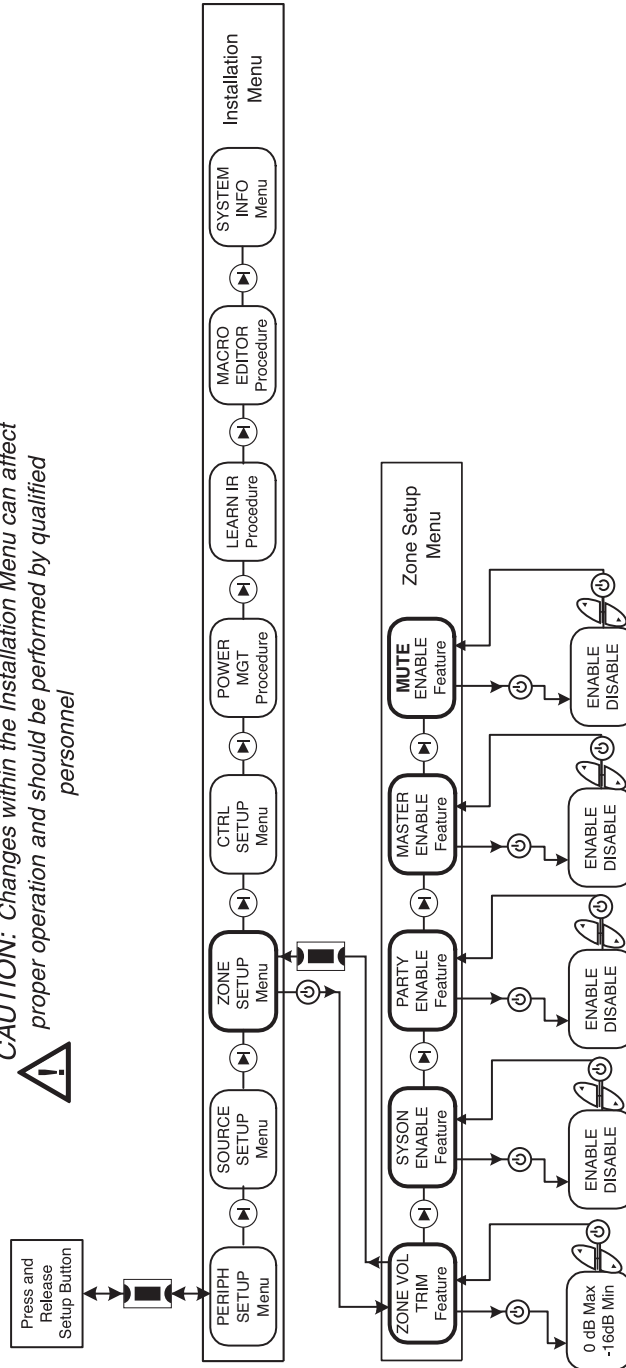 CAUTION: Changes within the Installation Menu can affect
proper operation and should be performed by qualified
personnel
Press and
Release
Setup Button
PERIPH
SETUP
Menu
SOURCE
SETUP
Menu
ZONE
SETUP
Menu
CTRL
SETUP
Menu
POWER
MGT
Procedure
LEARN IR
Procedure
MACRO
EDITOR
Procedure
SYSTEM
INFO
Menu
Installation
Menu
ZONE VOL
TRIM
Feature
SYSON
ENABLE
Feature
PARTY
ENABLE
Feature
MASTER
ENABLE
Feature
MUTE
ENABLE
Feature
Zone Setup
Menu
0 dB Max
-16dB Min
ENABLE
DISABLE
ENABLE
DISABLE
ENABLE
DISABLE
ENABLE
DISABLE